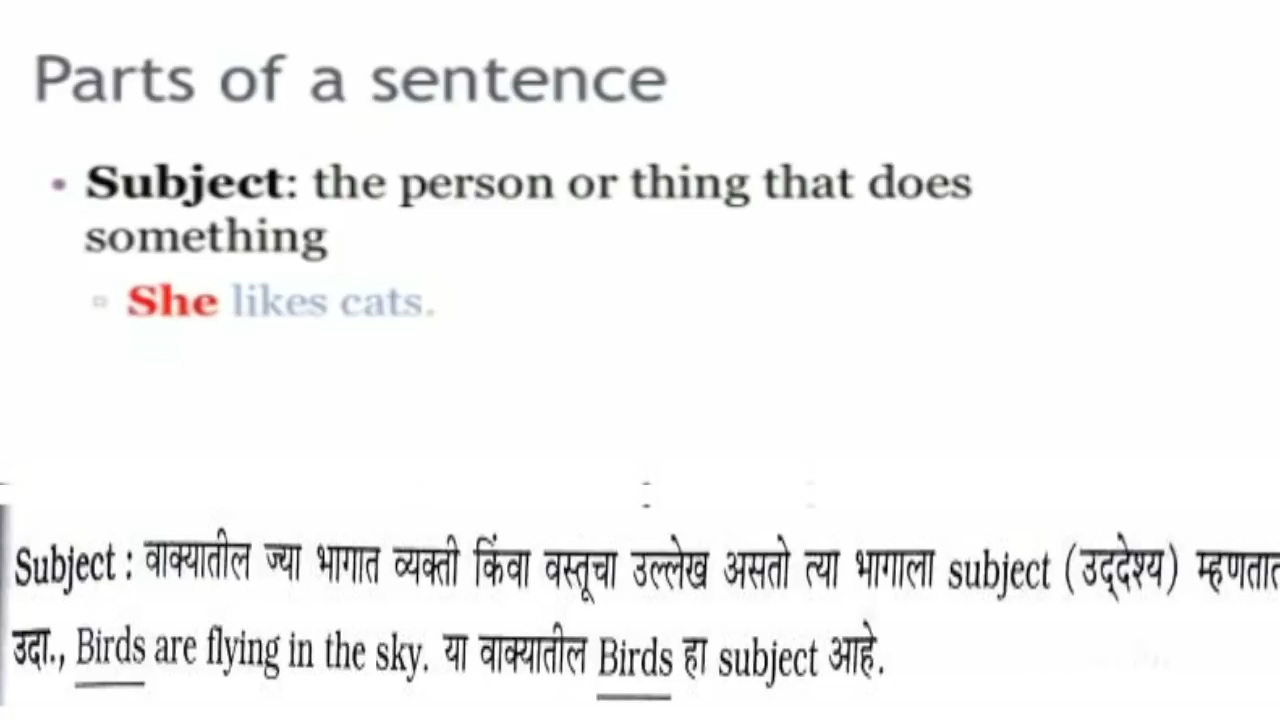 Parts of a sentence
• Subject: the person or thing that does
something
▫ She likes cats.
Subject : वाक्यातील ज्या भागात व्यक्ती किंवा वस्तूचा उल्लेख असतो त्या भागाला subject (उद्देश्य) म्हणतात
उदा., Birds are flying in the sky. या वाक्यातील Birds हा subject आहे.